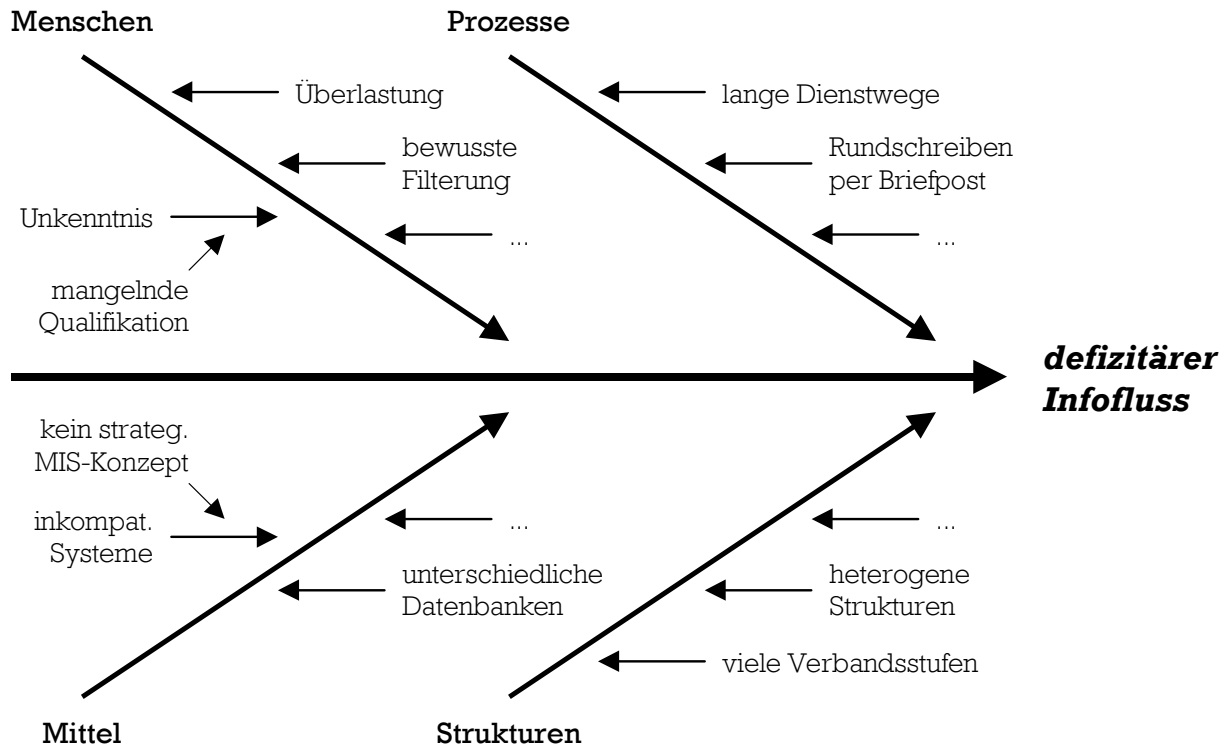 Menschen
Prozesse
Überlastung
lange Dienstwege
bewusste
Filterung
Rundschreiben
per Briefpost
Unkenntnis
...
...
mangelnde
Qualifikation
defizitärer
Infofluss
kein strateg.
MIS-Konzept
inkompat.
Systeme
...
...
unterschiedliche
Datenbanken
heterogene
Strukturen
viele Verbandsstufen
Mittel
Strukturen